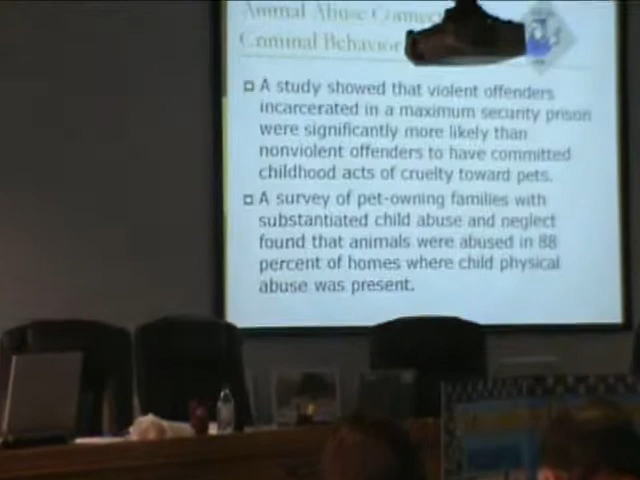 Animal Abuse
Criminal Behavior
A study showed that violent offenders
incarcerated in a maximum security prison
were significantly more likely than
nonviolent offenders to have committed
childhood acts of cruelty toward pets.
A survey of pet-owning families with
substantiated child abuse and neglect
found that animals were abused in 88
percent of homes where child physical
abuse was present.